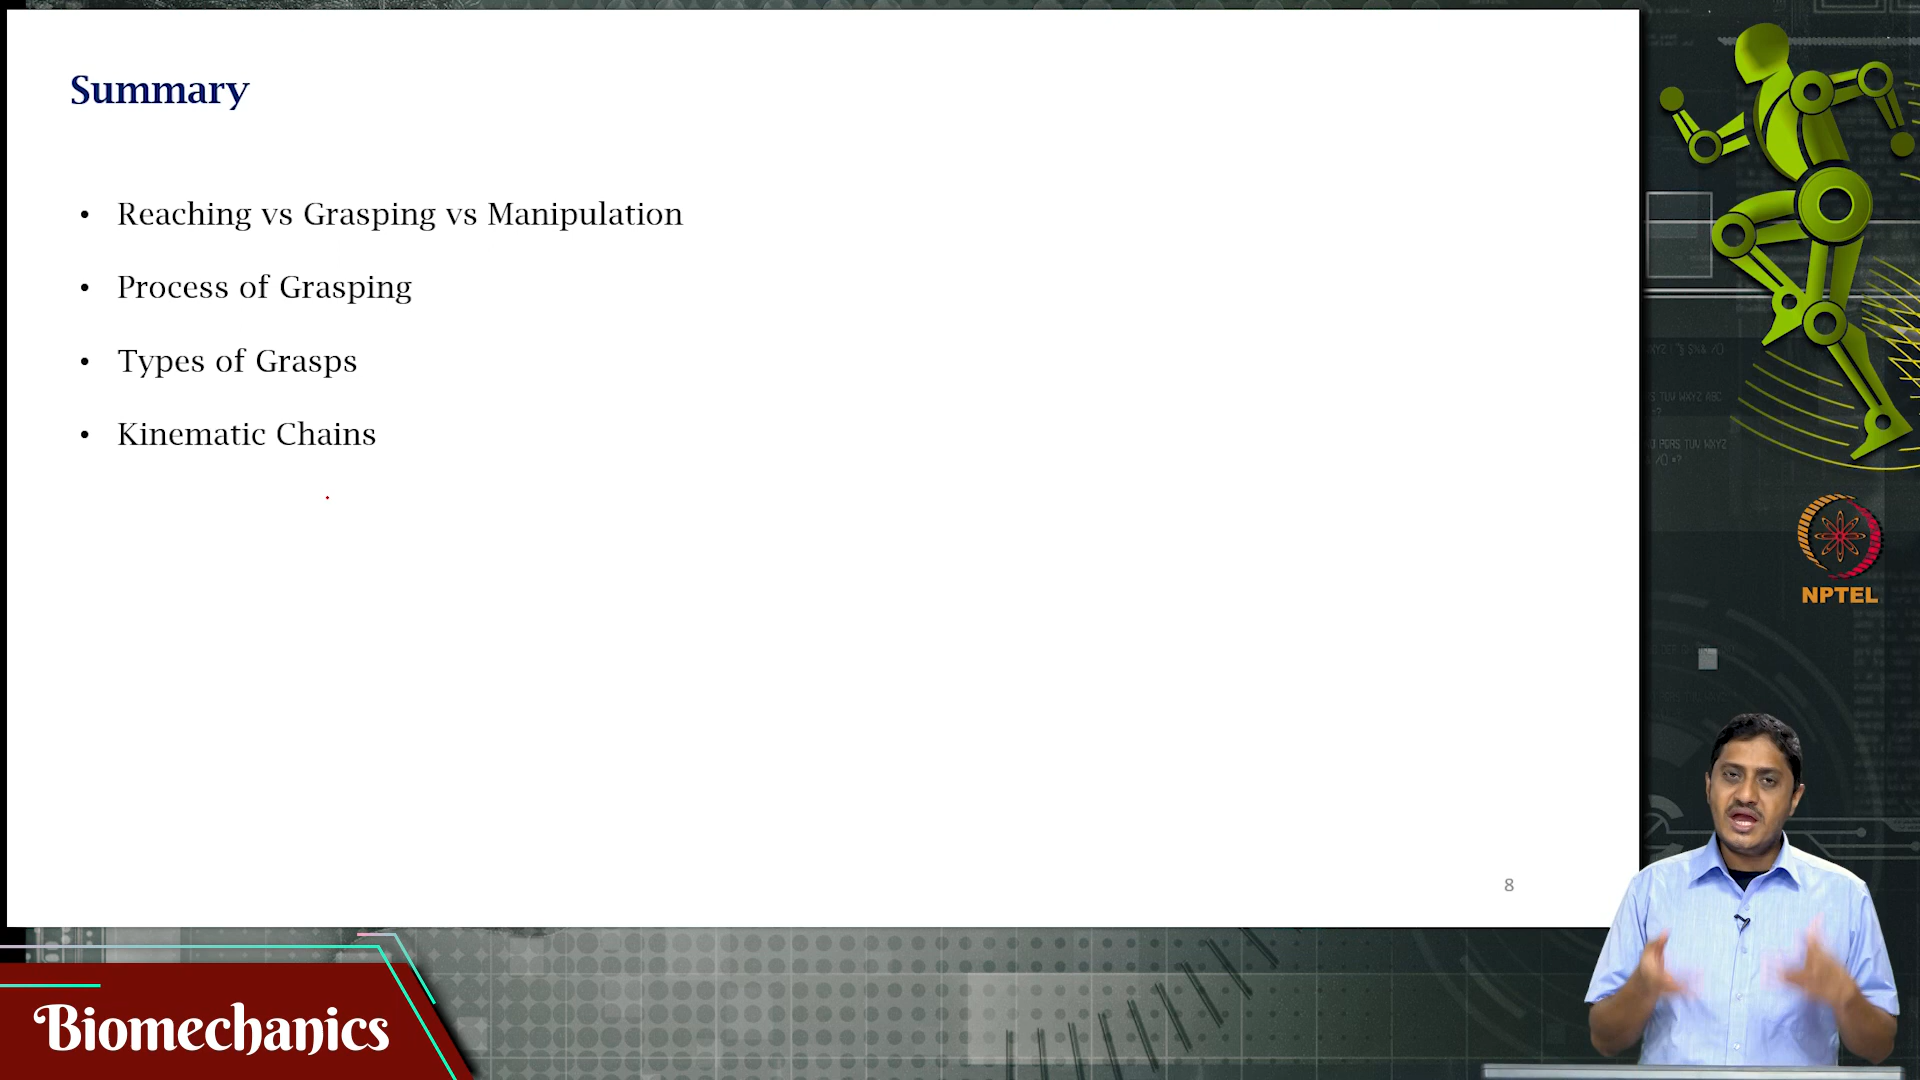 Summary
• Reaching vs Grasping vs Manipulation
• Process of Grasping
• Types of Grasps
• Kinematic Chains
8
NPTEL
Biomechanics